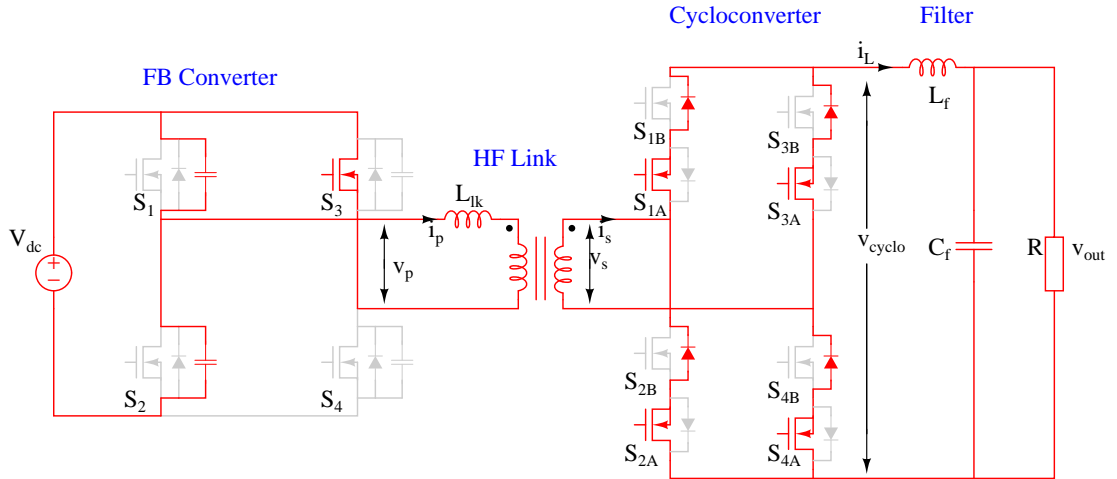 Cycloconverter
Filter
FB Converter
HF Link
i_L
L_f
S_1B
S_3B
S_1
S_3
L_lk
S_1A
S_3A
i_p
i_s
V_dc
v_p
v_s
v_cyclo
C_f
R
v_out
S_2
S_4
S_2B
S_4B
S_2A
S_4A